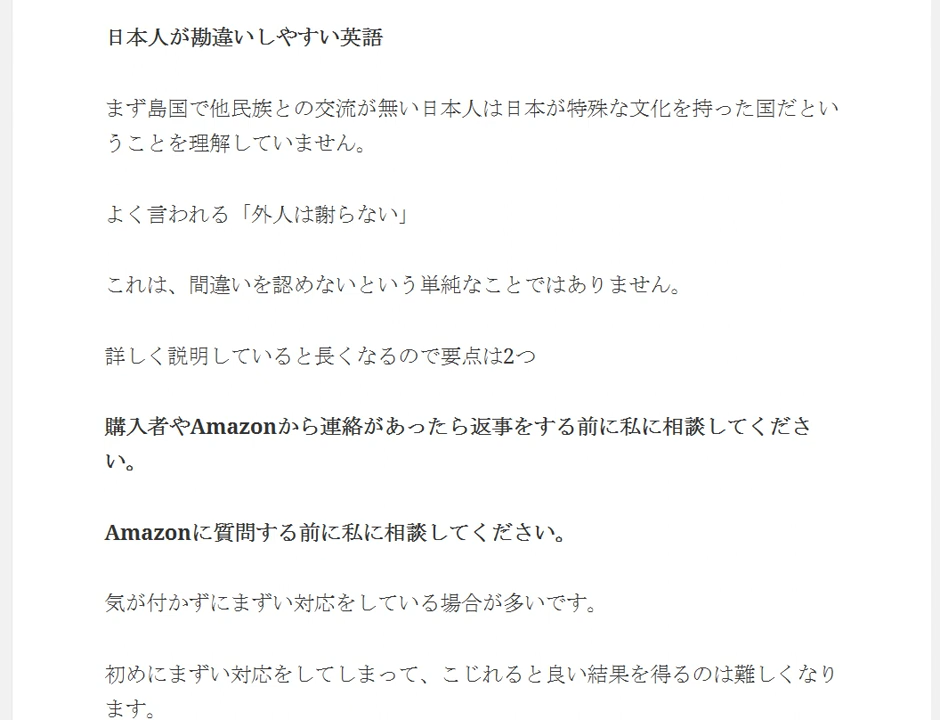 日本人が勘違いしやすい英語
まず島国で他民族との交流が無い日本人は日本が特殊な文化を持った国だとい
うことを理解していません。
よく言われる「外人は謝らない」
これは、間違いを認めないという単純なことではありません。
詳しく説明していると長くなるので要点は2つ
購入者やAmazonから連絡があったら返事をする前に私に相談してくださ
い。
Amazonに質問する前に私に相談してください。
気が付かずにまずい対応をしている場合が多いです。
初めにまずい対応をしてしまって、こじれると良い結果を得るのは難しくなり
ます。